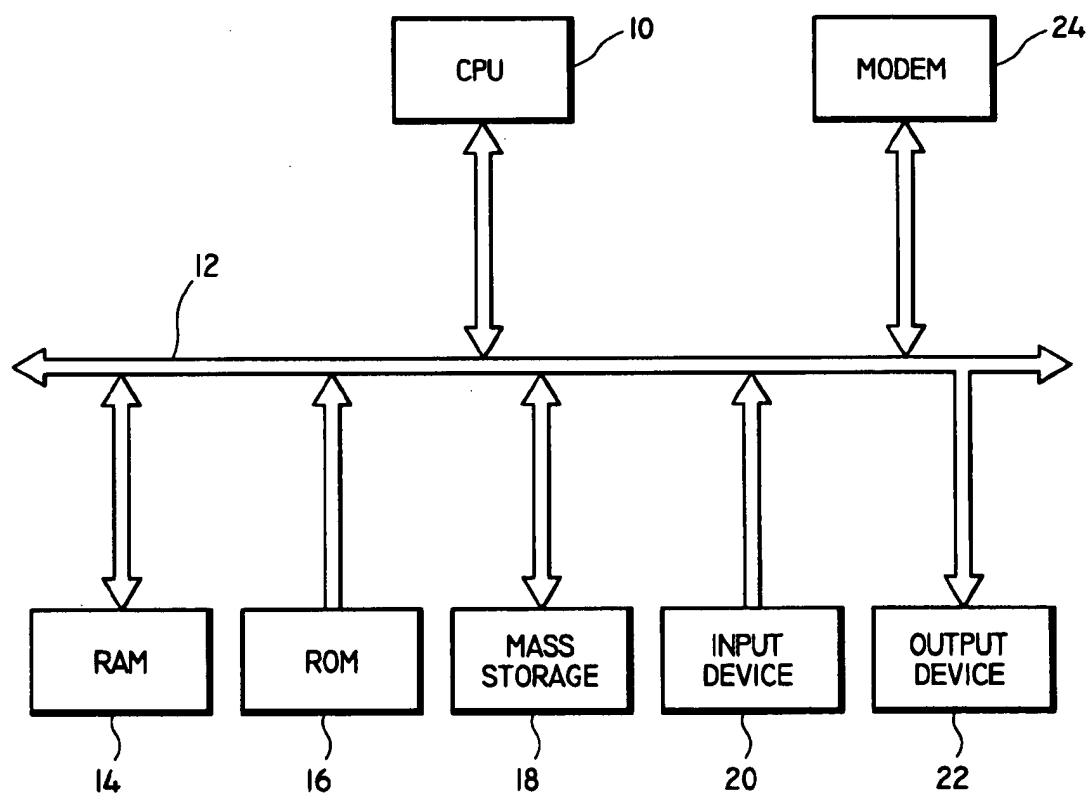 CPU
10
MODEM
24
12
RAM
ROM
MASS
STORAGE
INPUT
DEVICE
OUTPUT
DEVICE
14
16
18
20
22